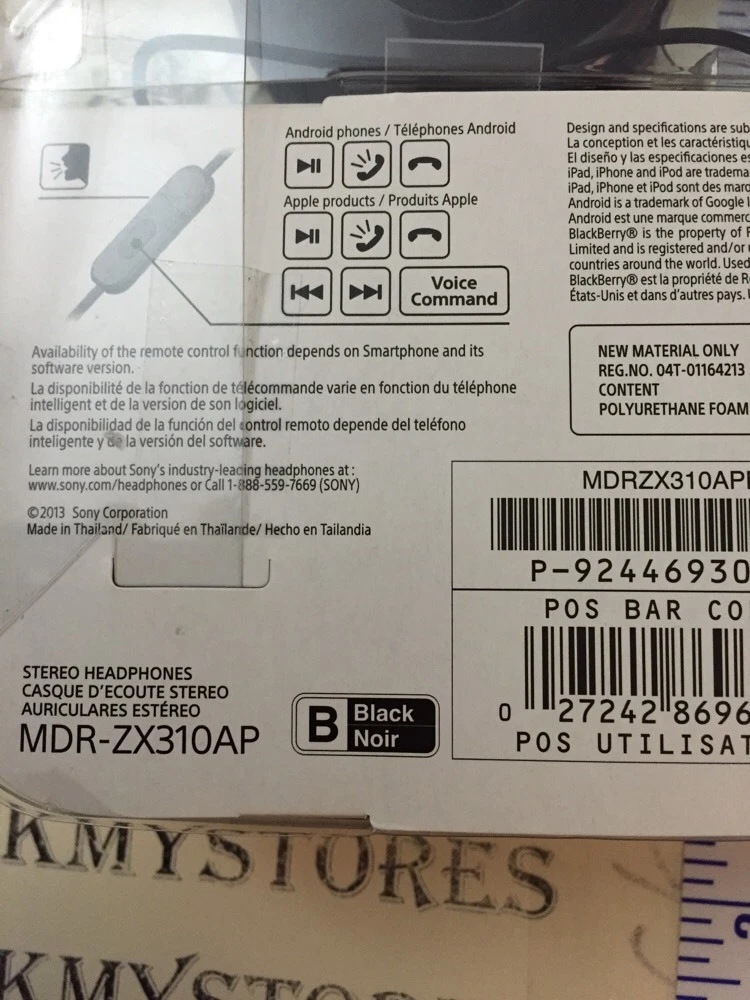 Android phones / Téléphones Android
Apple products / Produits Apple
Voice
Command
Availability of the remote control function depends on Smartphone and its
software version.
La disponibilité de la fonction de télécommande varie en fonction du téléphone
intelligent et de la version de son logiciel.
La disponibilidad de la función del control remoto depende del teléfono
inteligente y de la versión del software.
Learn more about Sony's industry-leading headphones at :
www.sony.com/headphones or Call 1-888-559-7669 (SONY)
©2013 Sony Corporation
Made in Thailand/ Fabriqué en Thaïlande/ Hecho en Tailandia
STEREO HEADPHONES
CASQUE D'ECOUTE STEREO
AURICULARES ESTÉREO
MDR-ZX310AP
B Black
Noir
Design and specifications are
La conception et les
El diseño y las especificaciones
iPad, iPhone and iPod are
iPad, iPhone et iPod sont des
Android is a trademark of Google
Android est une marque
BlackBerry® is the property of
Limited and is registered and/or
countries around the world. Used
BlackBerry® est la propriété de
États-Unis et dans d'autres pays.
NEW MATERIAL ONLY
REG.NO. 04T-01164213
CONTENT
POLYURETHANE FOAM
MDRZX310AP
P-92446930
POS BAR CO
0 27242 8696
POS UTILISAT
KMYSTORES
KMYSTORES